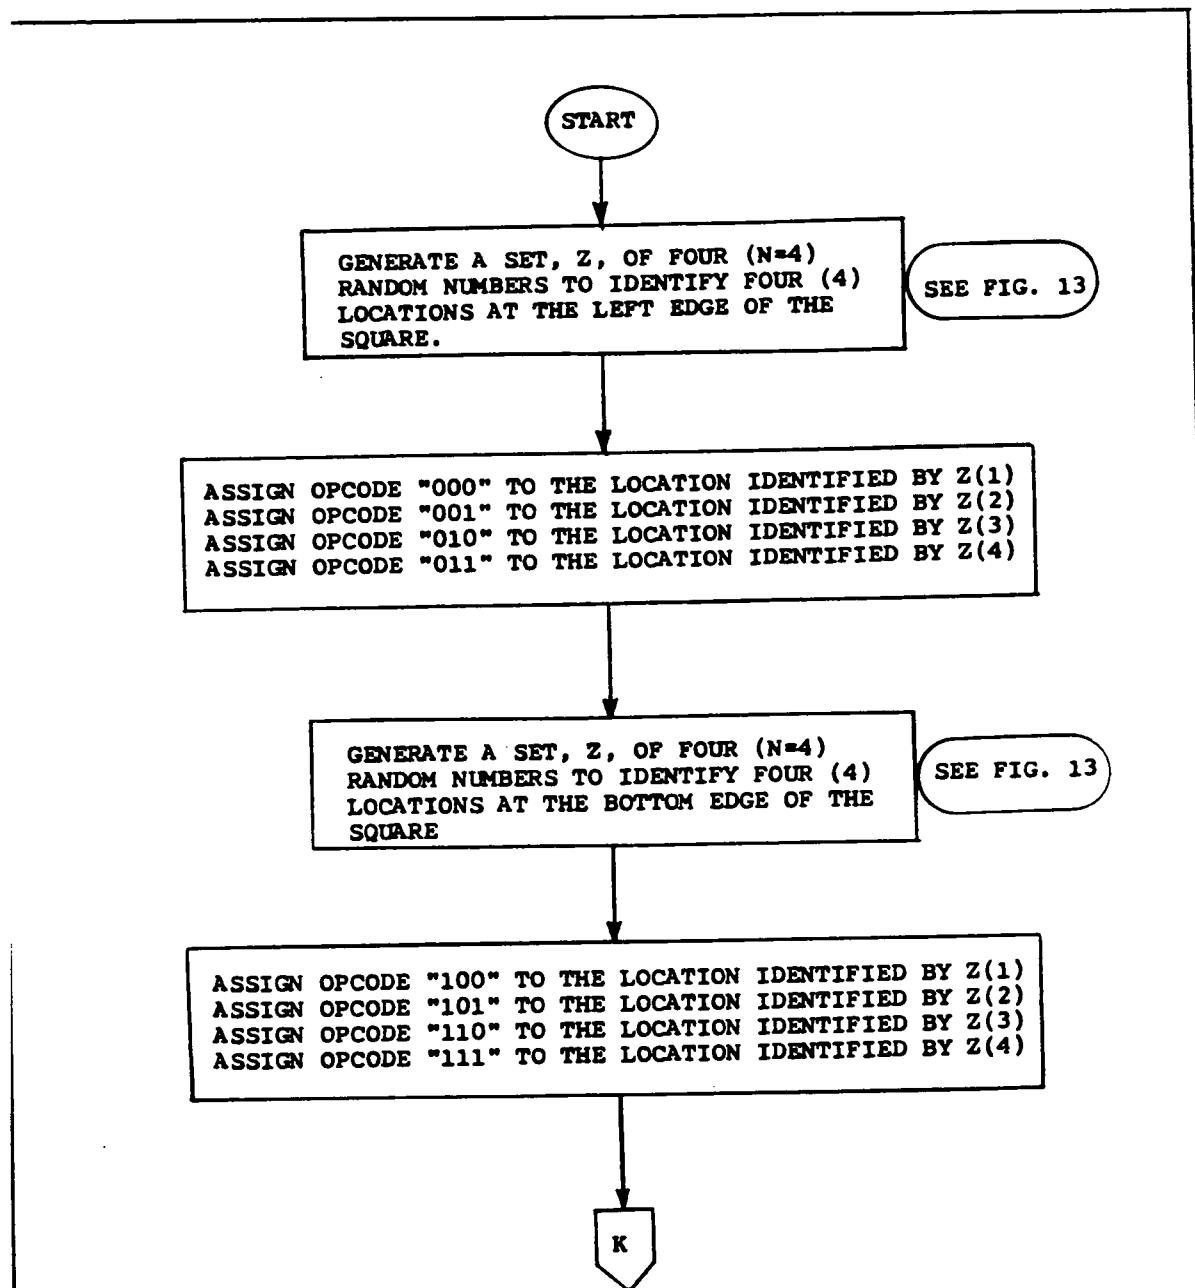 START
GENERATE A SET, Z, OF FOUR (N=4)
RANDOM NUMBERS TO IDENTIFY FOUR (4)
LOCATIONS AT THE LEFT EDGE OF THE
SQUARE.
SEE FIG. 13
ASSIGN OPCODE "000" TO THE LOCATION IDENTIFIED BY Z(1)
ASSIGN OPCODE "001" TO THE LOCATION IDENTIFIED BY Z(2)
ASSIGN OPCODE "010" TO THE LOCATION IDENTIFIED BY Z(3)
ASSIGN OPCODE "011" TO THE LOCATION IDENTIFIED BY Z(4)
GENERATE A SET, Z, OF FOUR (N=4)
RANDOM NUMBERS TO IDENTIFY FOUR (4)
LOCATIONS AT THE BOTTOM EDGE OF THE
SQUARE
SEE FIG. 13
ASSIGN OPCODE "100" TO THE LOCATION IDENTIFIED BY Z(1)
ASSIGN OPCODE "101" TO THE LOCATION IDENTIFIED BY Z(2)
ASSIGN OPCODE "110" TO THE LOCATION IDENTIFIED BY Z(3)
ASSIGN OPCODE "111" TO THE LOCATION IDENTIFIED BY Z(4)
K